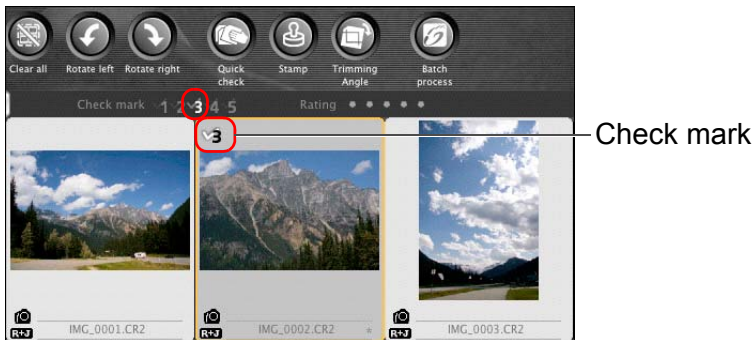 Clear all Rotate left Rotate right Quick check Stamp Trimming Angle Batch process
Check mark 1 2 3 4 5 Rating
3
Check mark
R+J IMG_0001.CR2 R+J IMG_0002.CR2 R+J IMG_0003.CR2